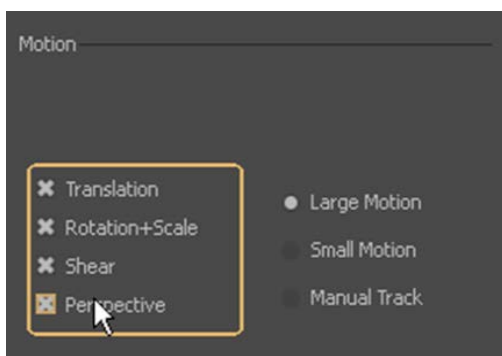 Motion
Translation
Rotation+Scale
Shear
Perspective
Large Motion
Small Motion
Manual Track